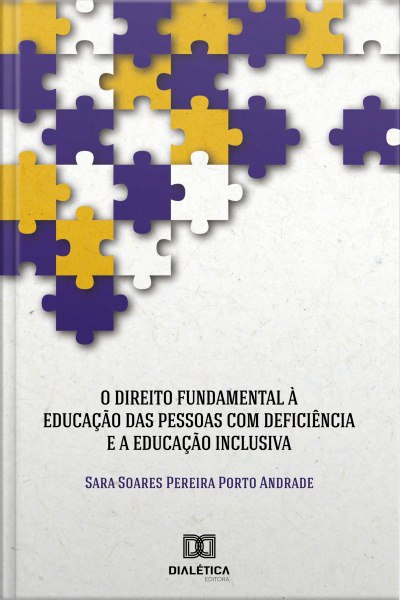 O DIREITO FUNDAMENTAL À
EDUCAÇÃO DAS PESSOAS COM DEFICIÊNCIA
E A EDUCAÇÃO INCLUSIVA
SARA SOARES PEREIRA PORTO ANDRADE
DIALÉTICA
EDITORA